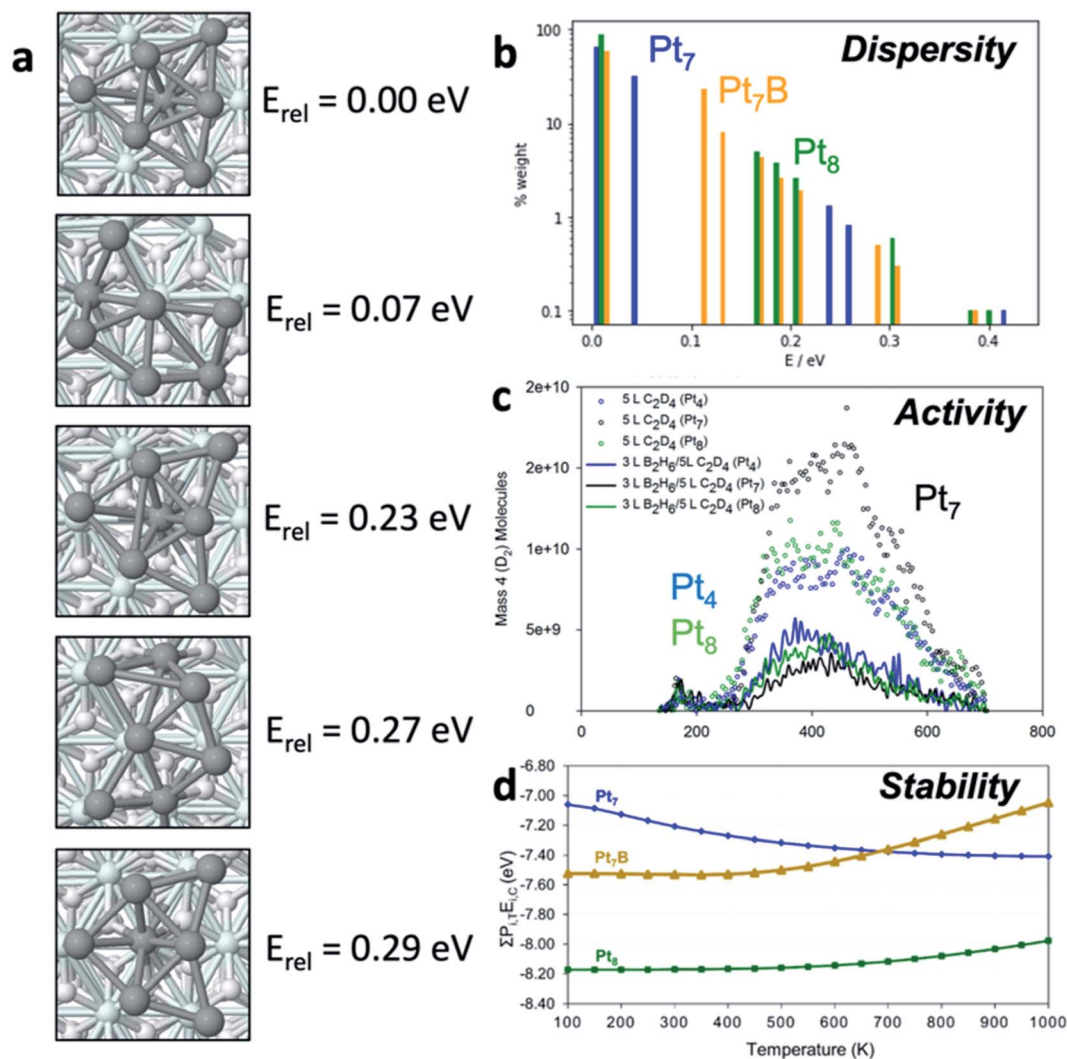 a
E_rel = 0.00 eV
E_rel = 0.07 eV
E_rel = 0.23 eV
E_rel = 0.27 eV
E_rel = 0.29 eV
b
Dispersity
Pt₇
Pt₇B
Pt₈
% weight
100
10
1
0.1
0.0 0.1 0.2 0.3 0.4
E / eV
c
Activity
5 L C₂D₄ (Pt₄)
5 L C₂D₄ (Pt₇)
5 L C₂D₄ (Pt₈)
3 L B₂H₆/5L C₂D₄ (Pt₄)
3 L B₂H₆/5 L C₂D₄ (Pt₇)
3 L B₂H₆/5 L C₂D₄ (Pt₈)
Pt₇
Pt₄
Pt₈
Mass 4 (D₂) Molecules
2e+10
2e+10
1e+10
5e+9
0
0 200 400 600 800
d
Stability
Pt₇
Pt₇B
Pt₈
ΣP_i,T E_i,C (eV)
-6.80
-7.00
-7.20
-7.40
-7.60
-7.80
-8.00
-8.20
-8.40
100 200 300 400 500 600 700 800 900 1000
Temperature (K)